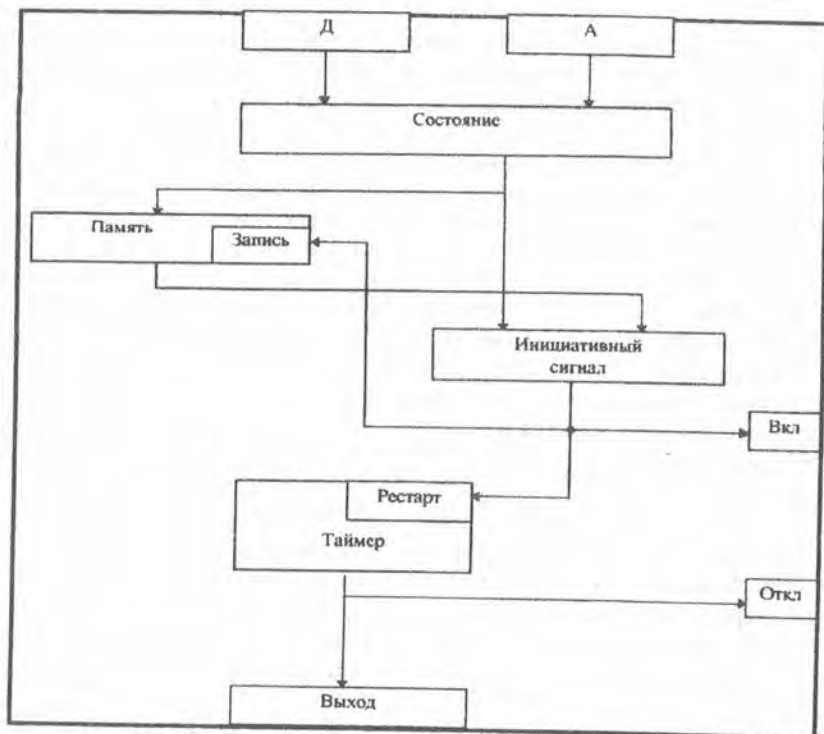 Д
А
Состояние
Память
Запись
Инициативный
сигнал
Вкл
Рестарт
Таймер
Откл
Выход